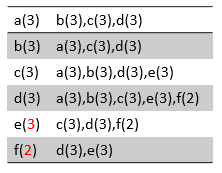 a(3) b(3),c(3),d(3)
b(3) a(3),c(3),d(3)
c(3) a(3),b(3),d(3),e(3)
d(3) a(3),b(3),c(3),e(3),f(2)
e(3) c(3),d(3),f(2)
f(2) d(3),e(3)